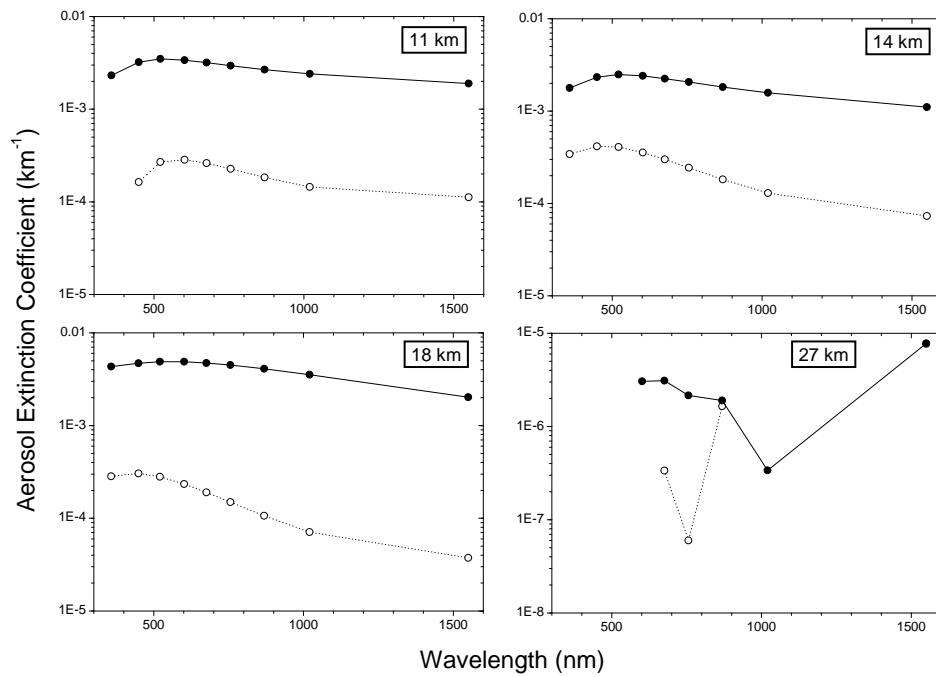 Aerosol Extinction Coefficient (km⁻¹)
11 km
0.01
1E-3
1E-4
1E-5
500
1000
1500
14 km
0.01
1E-3
1E-4
1E-5
500
1000
1500
18 km
0.01
1E-3
1E-4
1E-5
500
1000
1500
27 km
1E-5
1E-6
1E-7
1E-8
500
1000
1500
Wavelength (nm)